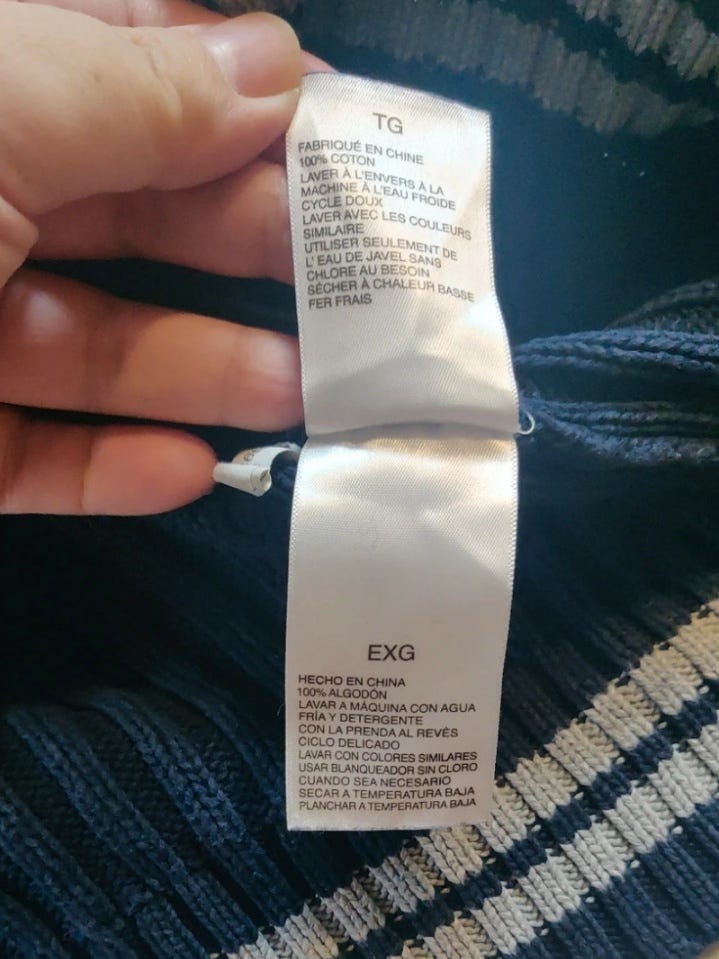 TG
FABRIQUÉ EN CHINE
100% COTON
LAVER À L'ENVERS À LA
MACHINE À L'EAU FROIDE
CYCLE DOUX
LAVER AVEC LES COULEURS
SIMILAIRE
UTILISER SEULEMENT DE
L' EAU DE JAVEL SANS
CHLORE AU BESOIN
SÉCHER À CHALEUR BASSE
FER FRAIS
EXG
HECHO EN CHINA
100% ALGODÓN
LAVAR A MÁQUINA CON AGUA
FRÍA Y DETERGENTE
CON LA PRENDA AL REVÉS
CICLO DELICADO
LAVAR CON COLORES SIMILARES
USAR BLANQUEADOR SIN CLORO
CUANDO SEA NECESARIO
SECAR A TEMPERATURA BAJA
PLANCHAR A TEMPERATURA BAJA